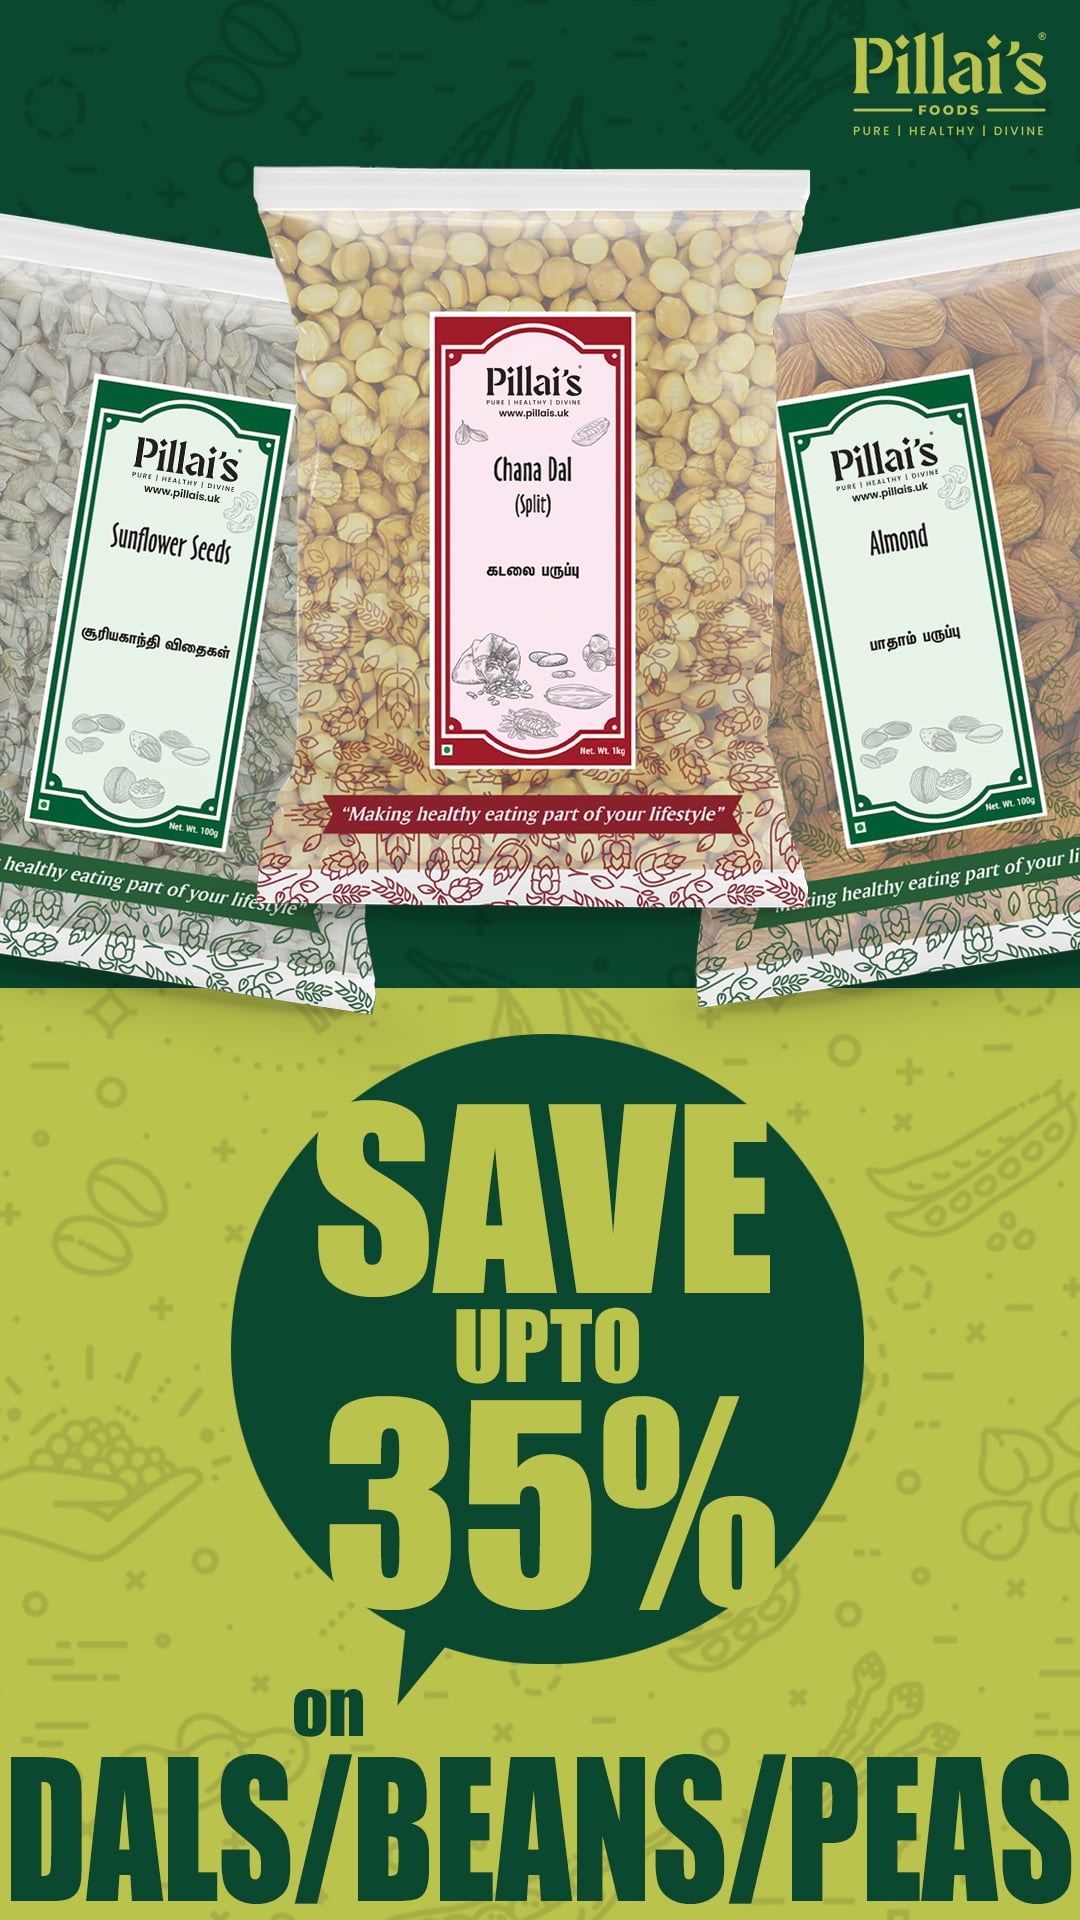 Pillai's®
FOODS
PURE | HEALTHY | DIVINE
Pillai's
PURE | HEALTHY | DIVINE
www.pillais.uk
Sunflower Seeds
சூரியகாந்தி விதைகள்
Net. Wt. 100g
healthy eating part of your lifestyle"
Pillai's
PURE | HEALTHY | DIVINE
www.pillais.uk
Chana Dal
(Split)
கடலை பருப்பு
Net. Wt. 1kg
"Making healthy eating part of your lifestyle"
Pillai's
PURE | HEALTHY | DIVINE
www.pillais.uk
Almond
பாதாம் பருப்பு
Net. Wt. 100g
healthy eating part of your
SAVE
UPTO
35%
on
DALS/BEANS/PEAS